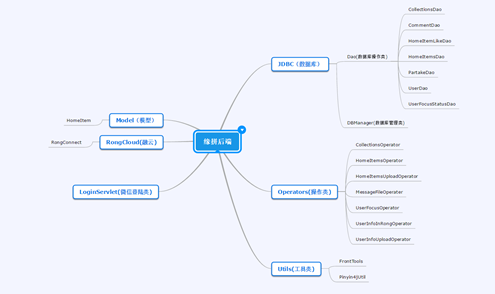 缘拼后端
JDBC（数据库）
Dao(数据库操作类)
CollectionsDao
CommentDao
HomeItemLikeDao
HomeItemsDao
PartakeDao
UserDao
UserFocusStatusDao
DBManager(数据库管理类)
Operators(操作类)
CollectionsOperator
HomeItemsOperator
HomeItemsUploadOperator
MessageFileOperator
UserFocusOperator
UserInfoInRongOperator
UserInfoUploadOperator
Utils(工具类)
FrontTools
Pinyin4jUtil
Model（模型）
HomeItem
RongCloud(融云)
RongConnect
LoginServlet(微信登陆类)